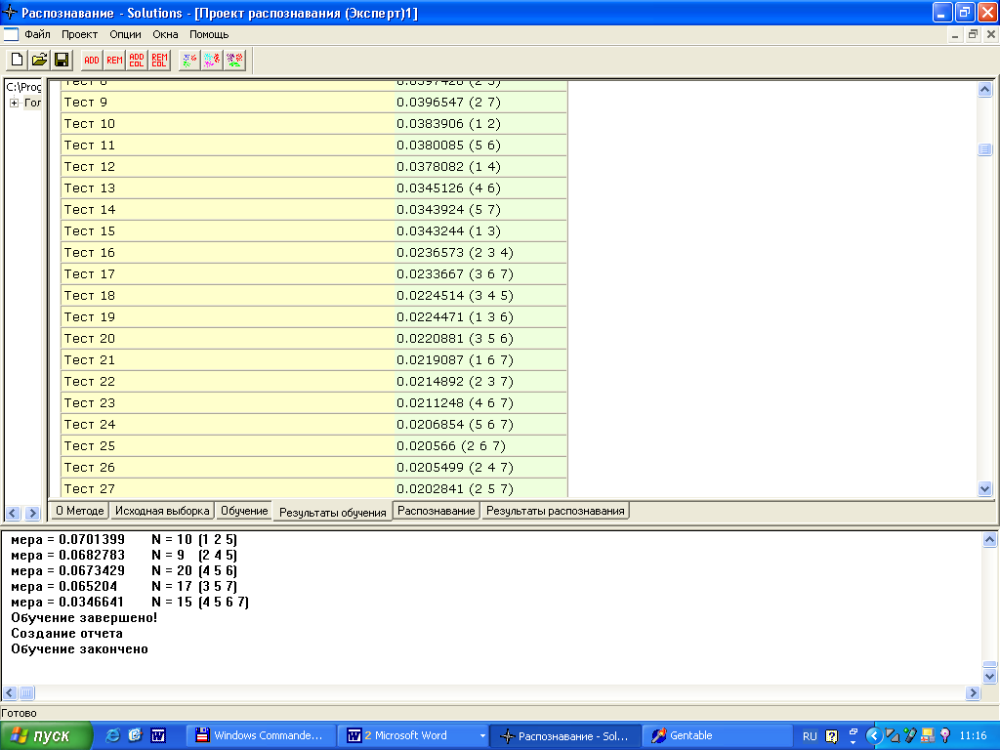 Распознавание - Solutions - [Проект распознавания (Эксперт)1]
Файл Проект Опции Окна Помощь
ADD REM ADD COL REM COL
C:\Prog
Гол
Тест 8 0.0397428 (2 5)
Тест 9 0.0396547 (2 7)
Тест 10 0.0383906 (1 2)
Тест 11 0.0380085 (5 6)
Тест 12 0.0378082 (1 4)
Тест 13 0.0345126 (4 6)
Тест 14 0.0343924 (5 7)
Тест 15 0.0343244 (1 3)
Тест 16 0.0236573 (2 3 4)
Тест 17 0.0233667 (3 6 7)
Тест 18 0.0224514 (3 4 5)
Тест 19 0.0224471 (1 3 6)
Тест 20 0.0220881 (3 5 6)
Тест 21 0.0219087 (1 6 7)
Тест 22 0.0214892 (2 3 7)
Тест 23 0.0211248 (4 6 7)
Тест 24 0.0206854 (5 6 7)
Тест 25 0.020566 (2 6 7)
Тест 26 0.0205499 (2 4 7)
Тест 27 0.0202841 (2 5 7)
О Методе Исходная выборка Обучение Результаты обучения Распознавание Результаты распознавания
мера = 0.0701399 N = 10 (1 2 5)
мера = 0.0682783 N = 9 (2 4 5)
мера = 0.0673429 N = 20 (4 5 6)
мера = 0.065204 N = 17 (3 5 7)
мера = 0.0346641 N = 15 (4 5 6 7)
Обучение завершено!
Создание отчета
Обучение закончено
Готово
пуск Windows Commande... 2 Microsoft Word Распознавание - Sol... Gentable RU 11:16